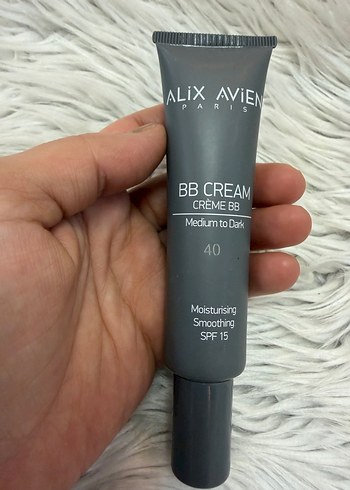 ALiX AViEN
PARIS
BB CREAM
CRÈME BB
Medium to Dark
40
Moisturising
Smoothing
SPF 15